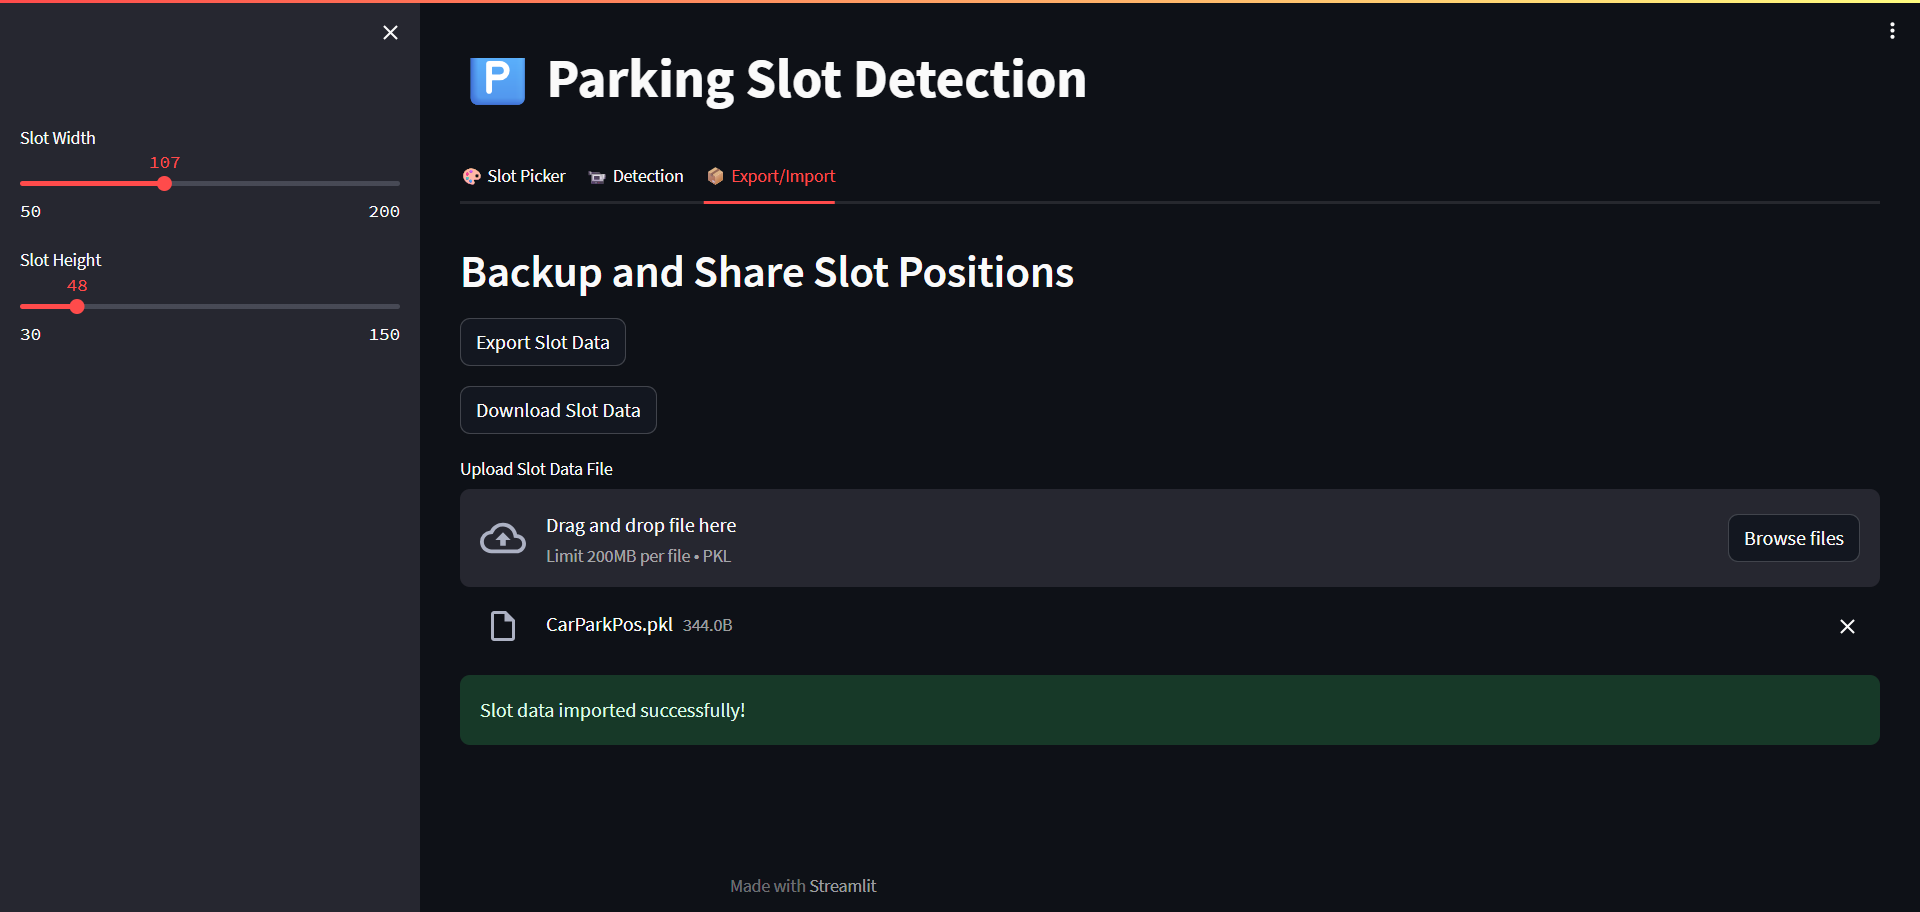 Slot Width
107
50
200
Slot Height
48
30
150
P
Parking Slot Detection
Slot Picker
Detection
Export/Import
Backup and Share Slot Positions
Export Slot Data
Download Slot Data
Upload Slot Data File
Drag and drop file here
Limit 200MB per file • PKL
Browse files
CarParkPos.pkl 344.0B
Slot data imported successfully!
Made with Streamlit